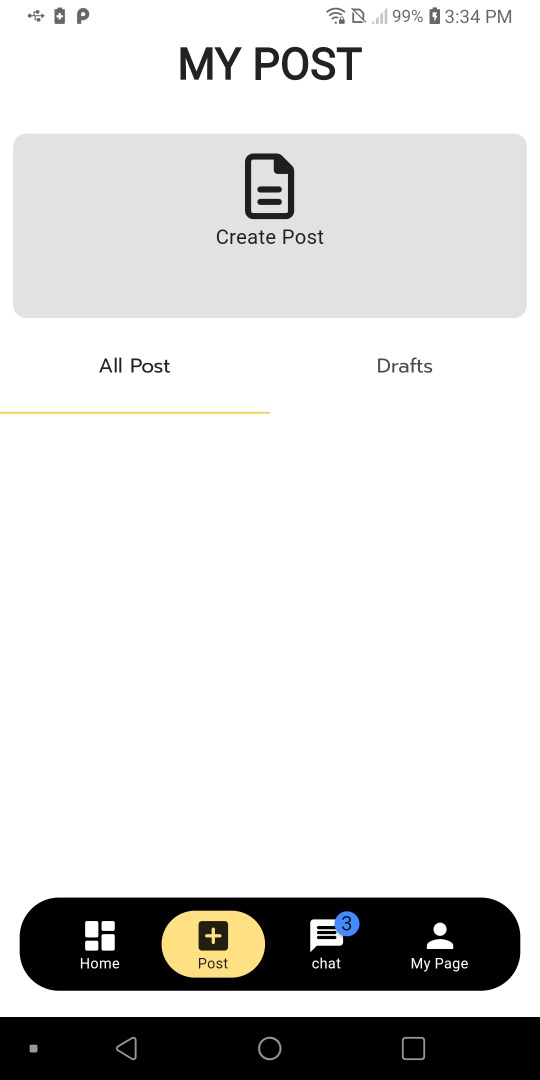 99% 3:34 PM
MY POST
Create Post
All Post Drafts
3
Home Post chat My Page